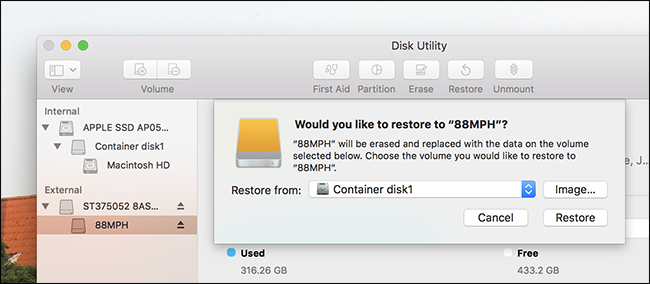 Disk Utility
View
Volume
First Aid
Partition
Erase
Restore
Unmount
Internal
APPLE SSD AP05...
Container disk1
Macintosh HD
External
ST375052 8AS...
88MPH
Would you like to restore to “88MPH”?
“88MPH” will be erased and replaced with the data on the volume
selected below. Choose the volume you would like to restore to
“88MPH”.
Restore from:
Container disk1
Image...
Cancel
Restore
, J...
Used
316.26 GB
Free
433.2 GB